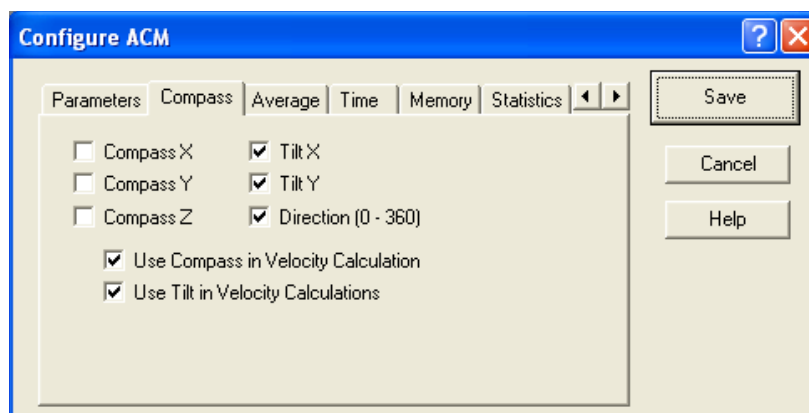 Configure ACM
Parameters Compass Average Time Memory Statistics
Save
Compass X Tilt X
Compass Y Tilt Y
Cancel
Compass Z Direction (0 - 360)
Help
Use Compass in Velocity Calculation
Use Tilt in Velocity Calculations